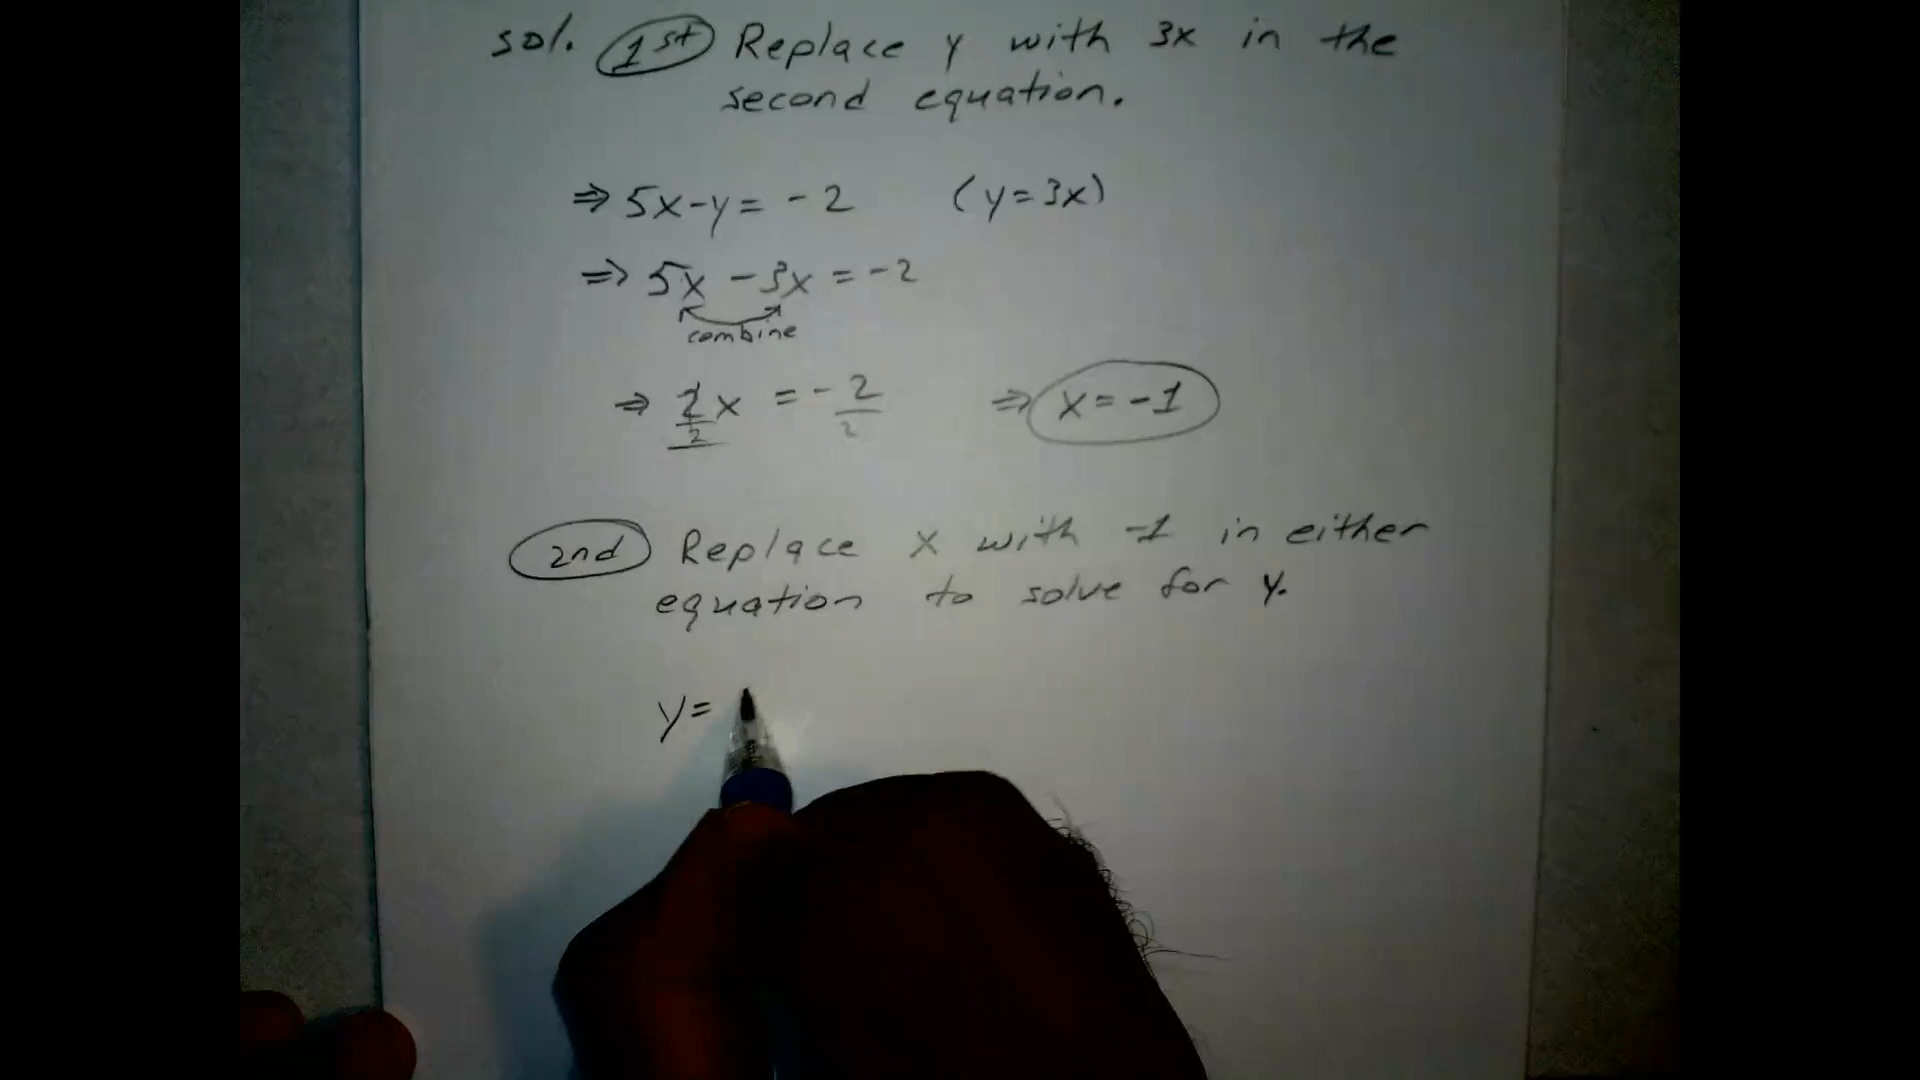 sol. 1st Replace y with 3x in the
second equation.
⇒ 5x-y = -2 (y=3x)
⇒ 5x -3x = -2
combine
⇒ 2x = -2 ⇒ x = -1
2 2
2nd Replace x with -1 in either
equation to solve for y.
y=